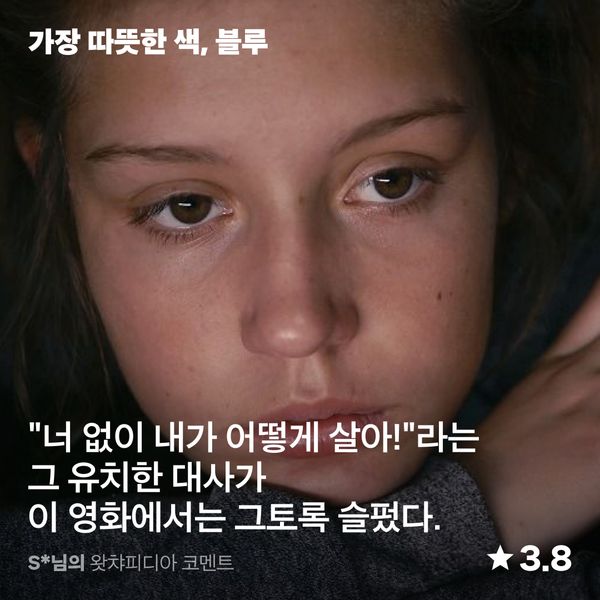 가장 따뜻한 색, 블루
"너 없이 내가 어떻게 살아!"라는
그 유치한 대사가
이 영화에서는 그토록 슬펐다.
S*님의 왓챠피디아 코멘트
★ 3.8